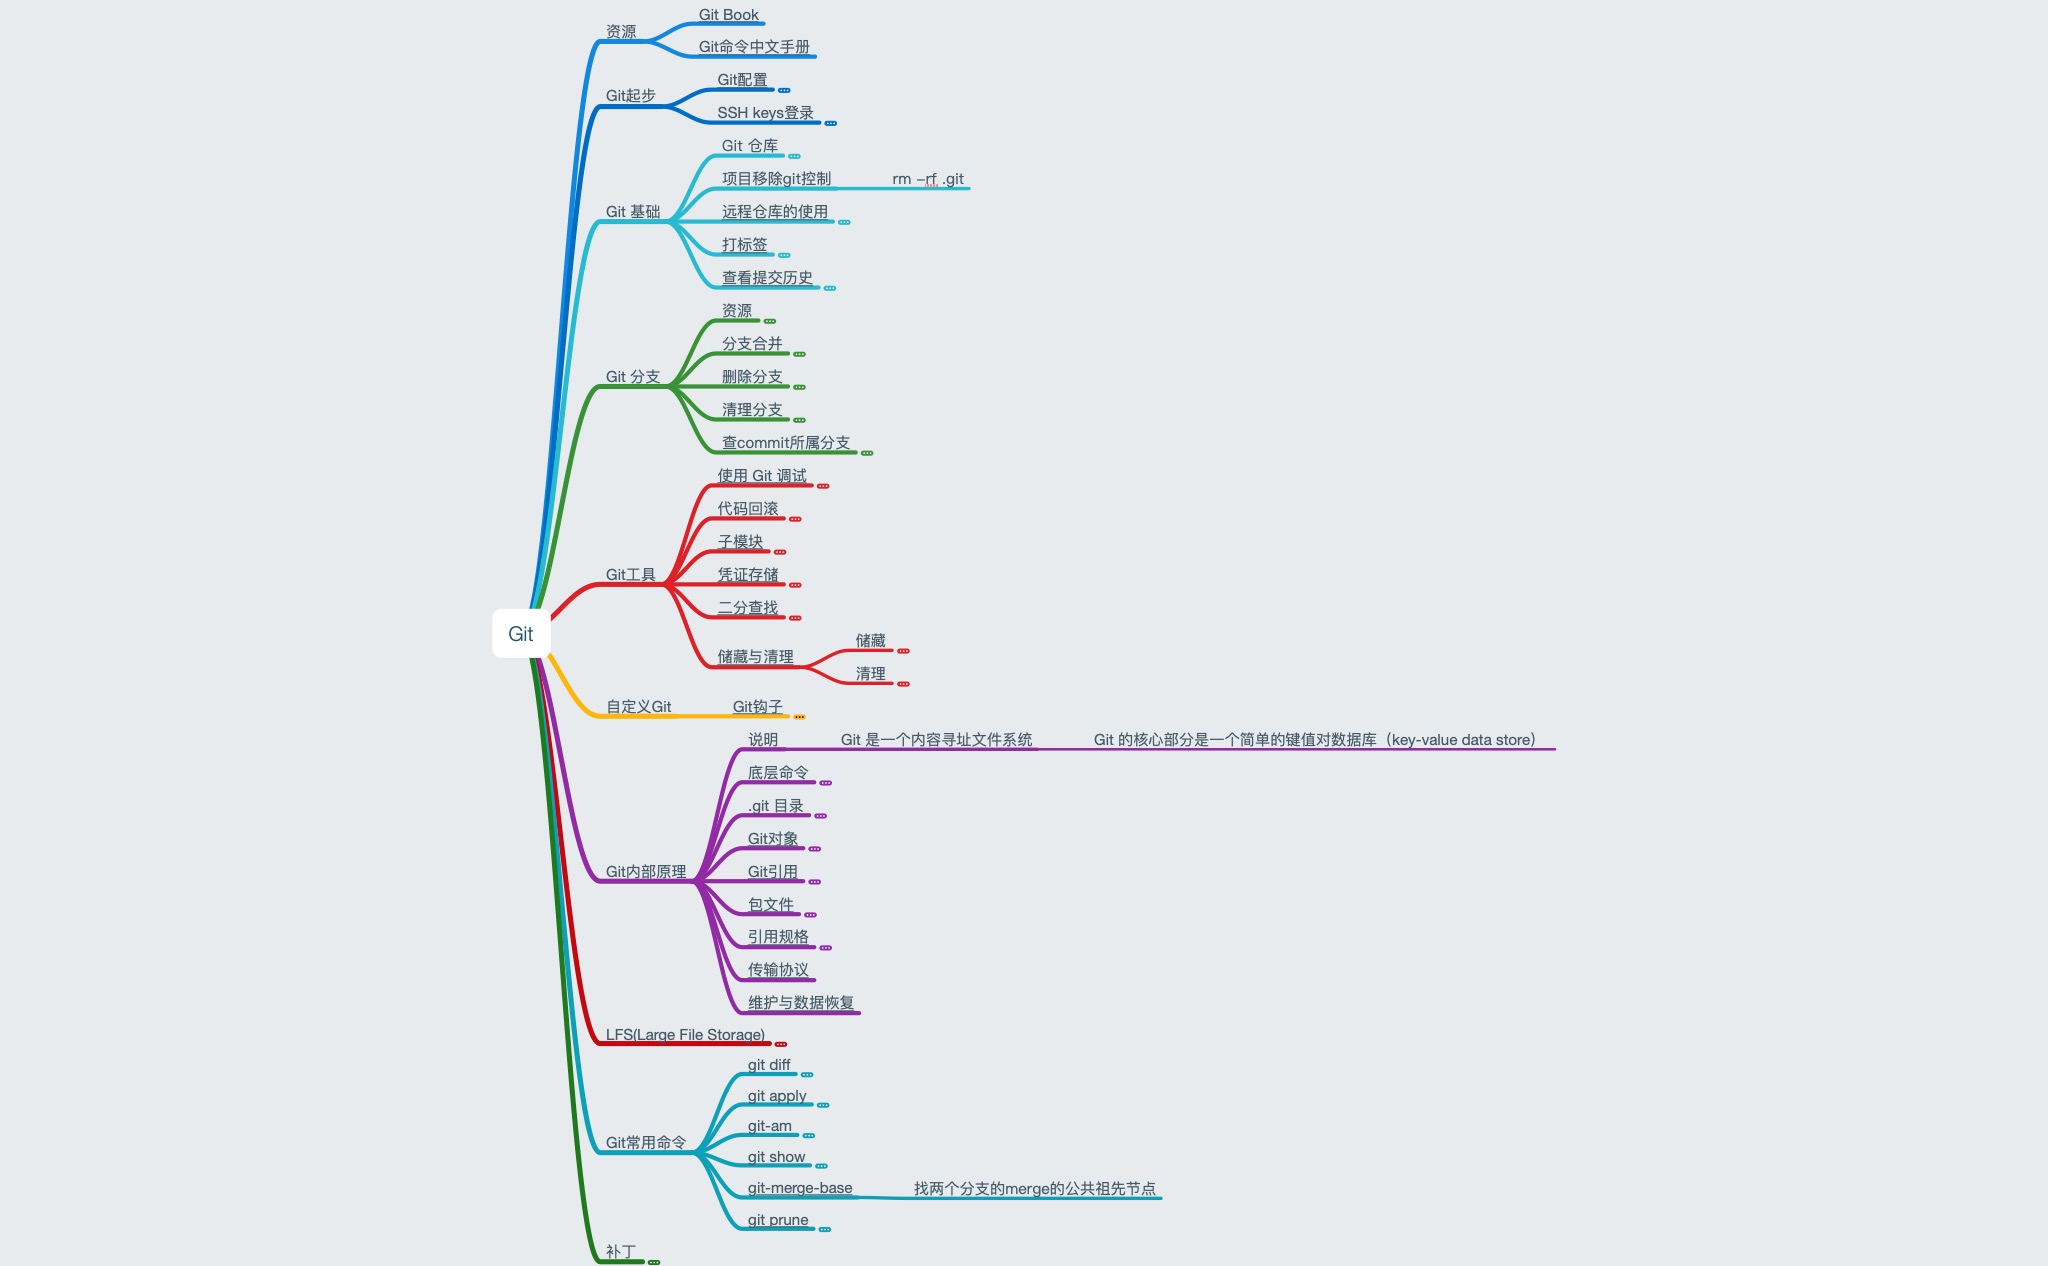 Git
资源
Git Book
Git命令中文手册
Git起步
Git配置
SSH keys登录
Git 基础
Git 仓库
项目移除git控制
rm –rf .git
远程仓库的使用
打标签
查看提交历史
Git 分支
资源
分支合并
删除分支
清理分支
查commit所属分支
Git工具
使用 Git 调试
代码回滚
子模块
凭证存储
二分查找
储藏与清理
储藏
清理
自定义Git
Git钩子
Git内部原理
说明
Git 是一个内容寻址文件系统
Git 的核心部分是一个简单的键值对数据库（key-value data store）
底层命令
.git 目录
Git对象
Git引用
包文件
引用规格
传输协议
维护与数据恢复
LFS(Large File Storage)
Git常用命令
git diff
git apply
git-am
git show
git-merge-base
找两个分支的merge的公共祖先节点
git prune
补丁